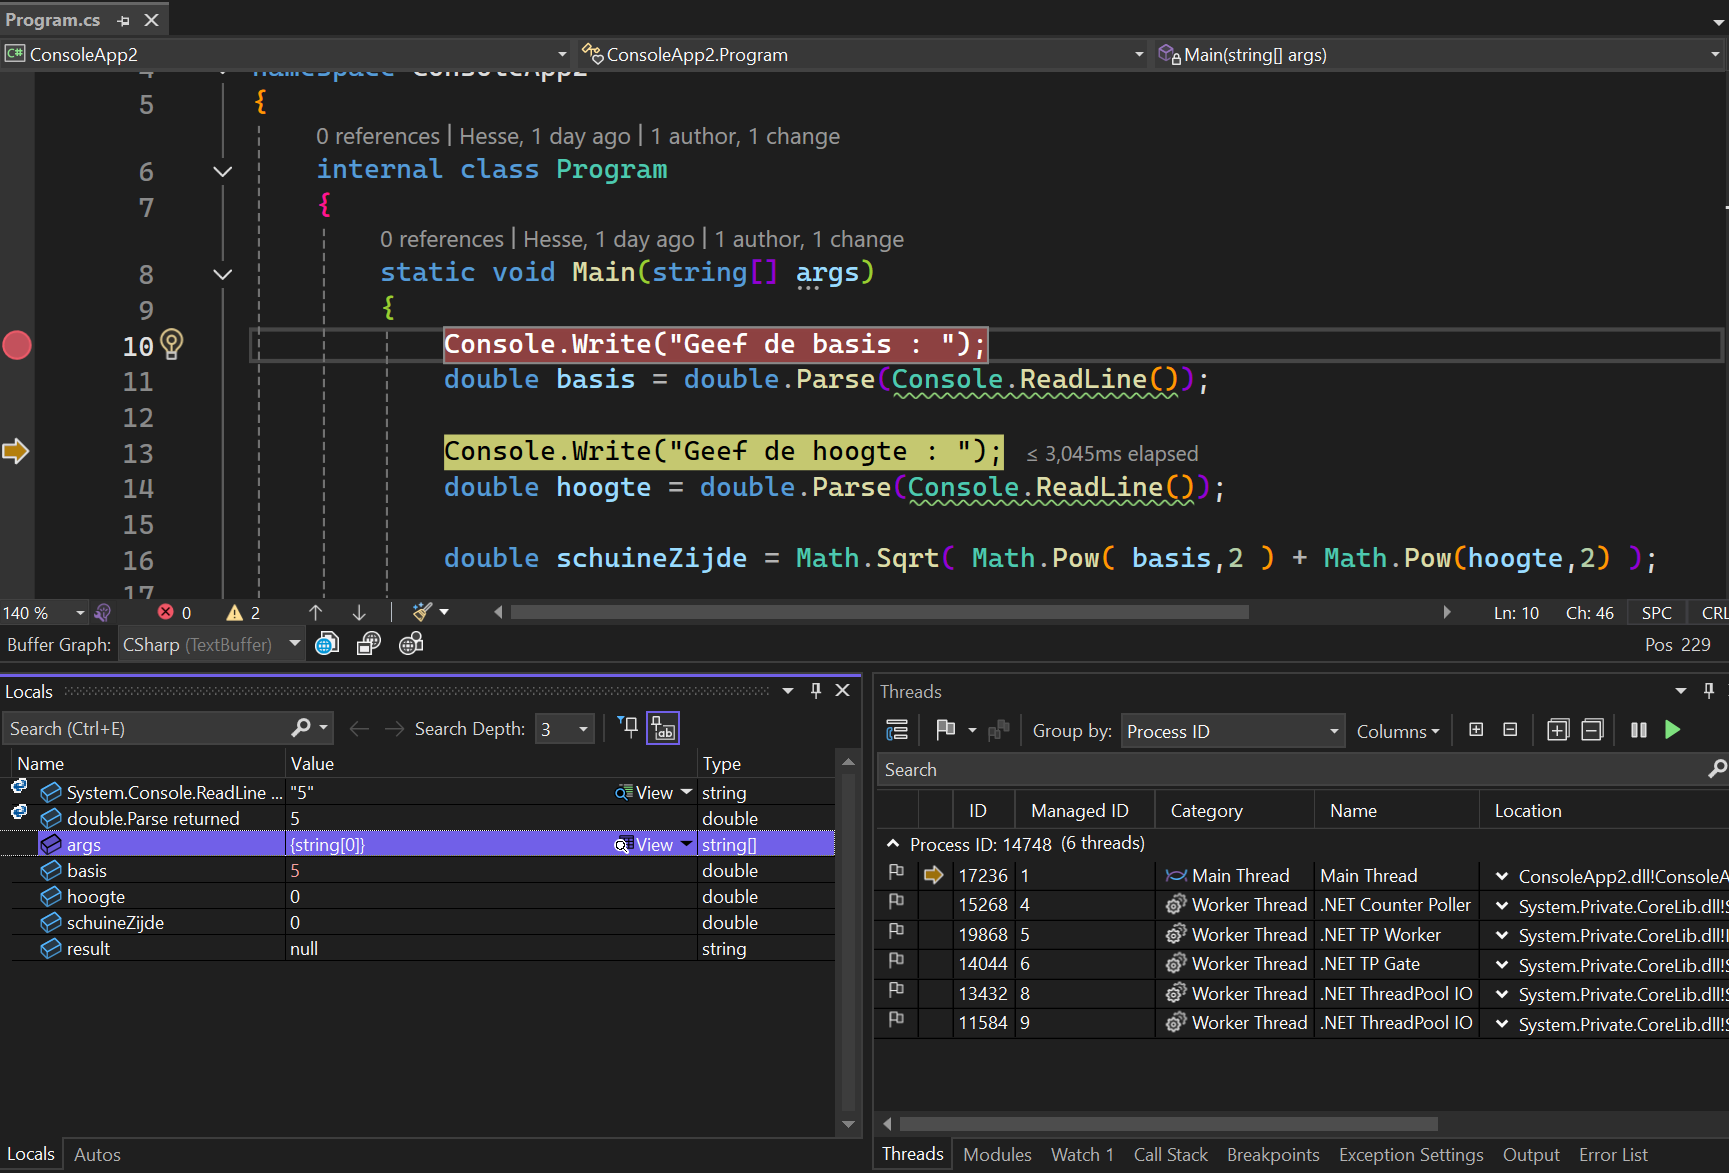 Program.cs
ConsoleApp2 ConsoleApp2.Program Main(string[] args)
4 namespace ConsoleApp2
5 {
0 references | Hesse, 1 day ago | 1 author, 1 change
6 internal class Program
7 {
0 references | Hesse, 1 day ago | 1 author, 1 change
8 static void Main(string[] args)
9 {
10 Console.Write("Geef de basis : ");
11 double basis = double.Parse(Console.ReadLine());
12
13 Console.Write("Geef de hoogte : "); ≤ 3,045ms elapsed
14 double hoogte = double.Parse(Console.ReadLine());
15
16 double schuineZijde = Math.Sqrt( Math.Pow( basis,2 ) + Math.Pow(hoogte,2) );
17
140 % 0 2 Ln: 10 Ch: 46 SPC CRL
Buffer Graph: CSharp (TextBuffer) Pos 229
Locals
Search (Ctrl+E) Search Depth: 3
Name Value Type
System.Console.ReadLine ... "5" View string
double.Parse returned 5 double
args {string[0]} View string[]
basis 5 double
hoogte 0 double
schuineZijde 0 double
result null string
Locals Autos
Threads
Group by: Process ID Columns
Search
ID Managed ID Category Name Location
Process ID: 14748 (6 threads)
17236 1 Main Thread Main Thread ConsoleApp2.dll!ConsoleA
15268 4 Worker Thread .NET Counter Poller System.Private.CoreLib.dll!S
19868 5 Worker Thread .NET TP Worker System.Private.CoreLib.dll!I
14044 6 Worker Thread .NET TP Gate System.Private.CoreLib.dll!S
13432 8 Worker Thread .NET ThreadPool IO System.Private.CoreLib.dll!S
11584 9 Worker Thread .NET ThreadPool IO System.Private.CoreLib.dll!S
Threads Modules Watch 1 Call Stack Breakpoints Exception Settings Output Error List